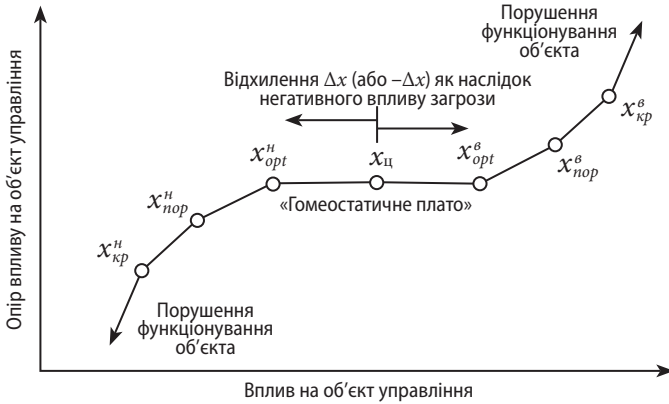 Порушення
функціонування
об’єкта
Відхилення Δx (або –Δx) як наслідок
негативного впливу загрози
x^в_кр
x^н_opt
x_ц
x^в_opt
x^в_пор
x^н_пор
«Гомеостатичне плато»
x^н_кр
Порушення
функціонування
об’єкта
Опір впливу на об’єкт управління
Вплив на об’єкт управління